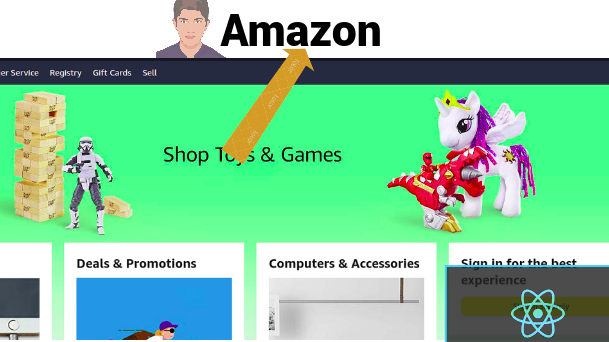 Amazon
er Service Registry Gift Cards Sell
Shop Toys & Games
Deals & Promotions
Computers & Accessories
Sign in for the best
experience